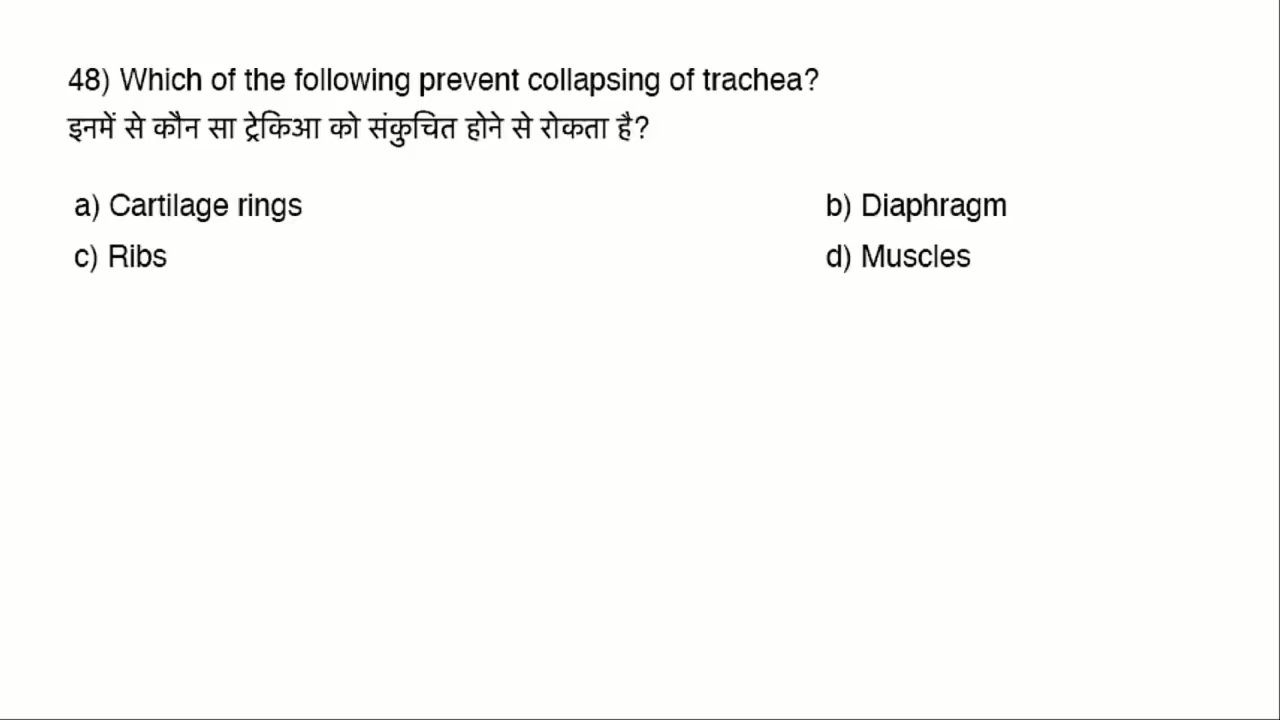 48) Which of the following prevent collapsing of trachea?
इनमें से कौन सा ट्रेकिआ को संकुचित होने से रोकता है?
a) Cartilage rings b) Diaphragm
c) Ribs d) Muscles